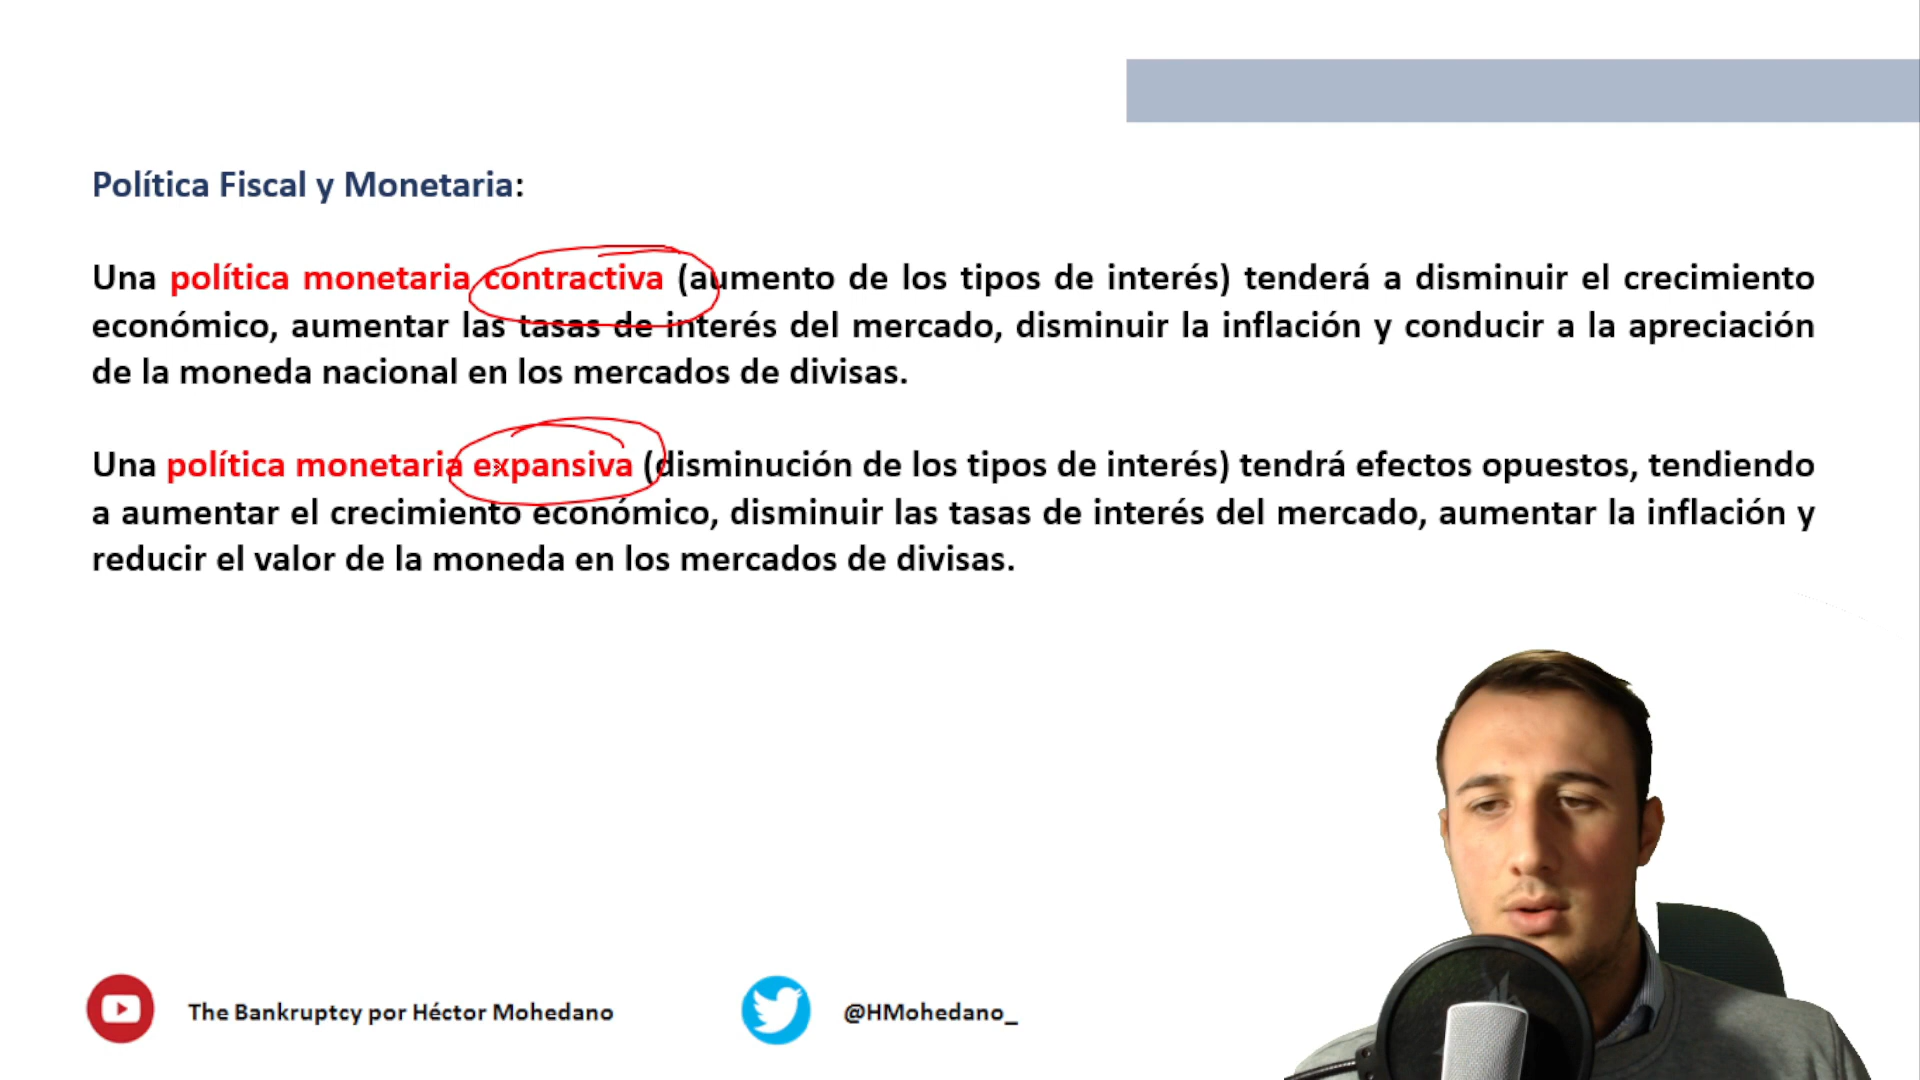 Política Fiscal y Monetaria:
Una política monetaria contractiva (aumento de los tipos de interés) tenderá a disminuir el crecimiento
económico, aumentar las tasas de interés del mercado, disminuir la inflación y conducir a la apreciación
de la moneda nacional en los mercados de divisas.
Una política monetaria expansiva (disminución de los tipos de interés) tendrá efectos opuestos, tendiendo
a aumentar el crecimiento económico, disminuir las tasas de interés del mercado, aumentar la inflación y
reducir el valor de la moneda en los mercados de divisas.
The Bankruptcy por Héctor Mohedano
@HMohedano_